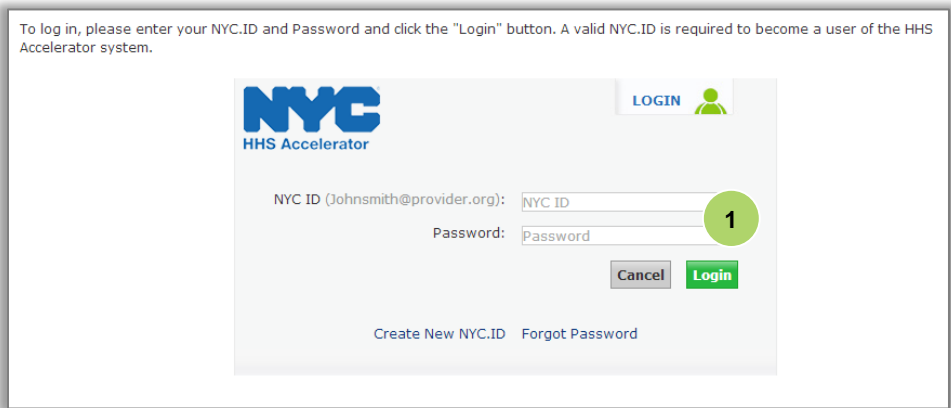 To log in, please enter your NYC.ID and Password and click the "Login" button. A valid NYC.ID is required to become a user of the HHS
Accelerator system.
NYC
HHS Accelerator
LOGIN
NYC ID (Johnsmith@provider.org): NYC ID
Password: Password
1
Cancel Login
Create New NYC.ID Forgot Password